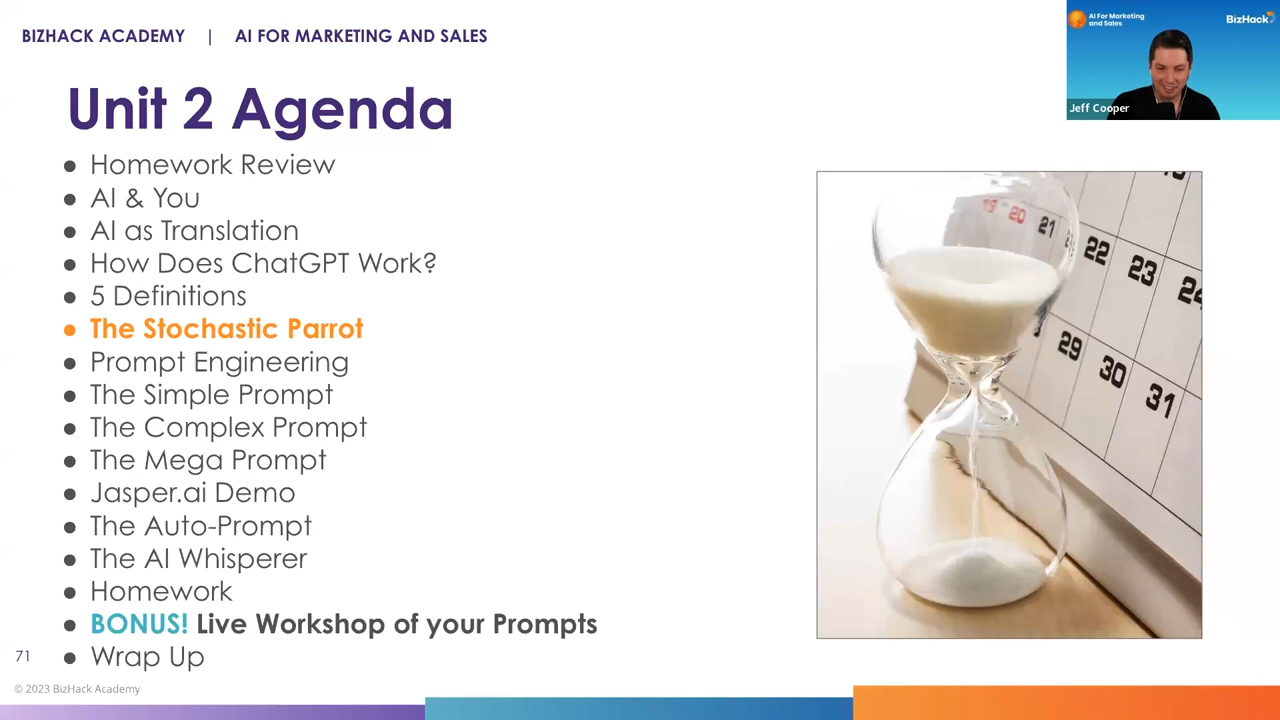 BIZHACK ACADEMY | AI FOR MARKETING AND SALES
AI For Marketing
and Sales
BizHack
Jeff Cooper
Unit 2 Agenda
● Homework Review
● AI & You
● AI as Translation
● How Does ChatGPT Work?
● 5 Definitions
● The Stochastic Parrot
● Prompt Engineering
● The Simple Prompt
● The Complex Prompt
● The Mega Prompt
● Jasper.ai Demo
● The Auto-Prompt
● The AI Whisperer
● Homework
● BONUS! Live Workshop of your Prompts
● Wrap Up
19 20 21
22 23 24
29 30 31
71
© 2023 BizHack Academy